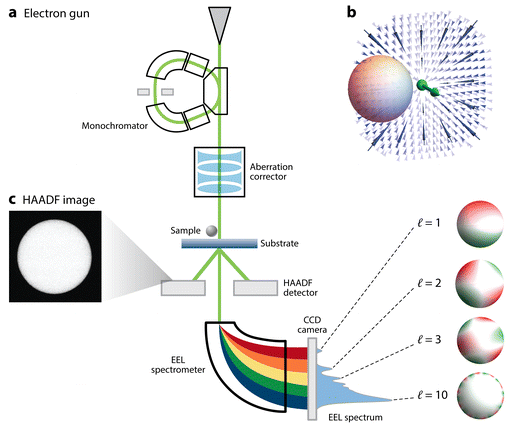 a Electron gun
b
Monochromator
Aberration
corrector
c HAADF image
Sample
Substrate
HAADF
detector
CCD
camera
EEL
spectrometer
EEL spectrum
ℓ = 1
ℓ = 2
ℓ = 3
ℓ = 10